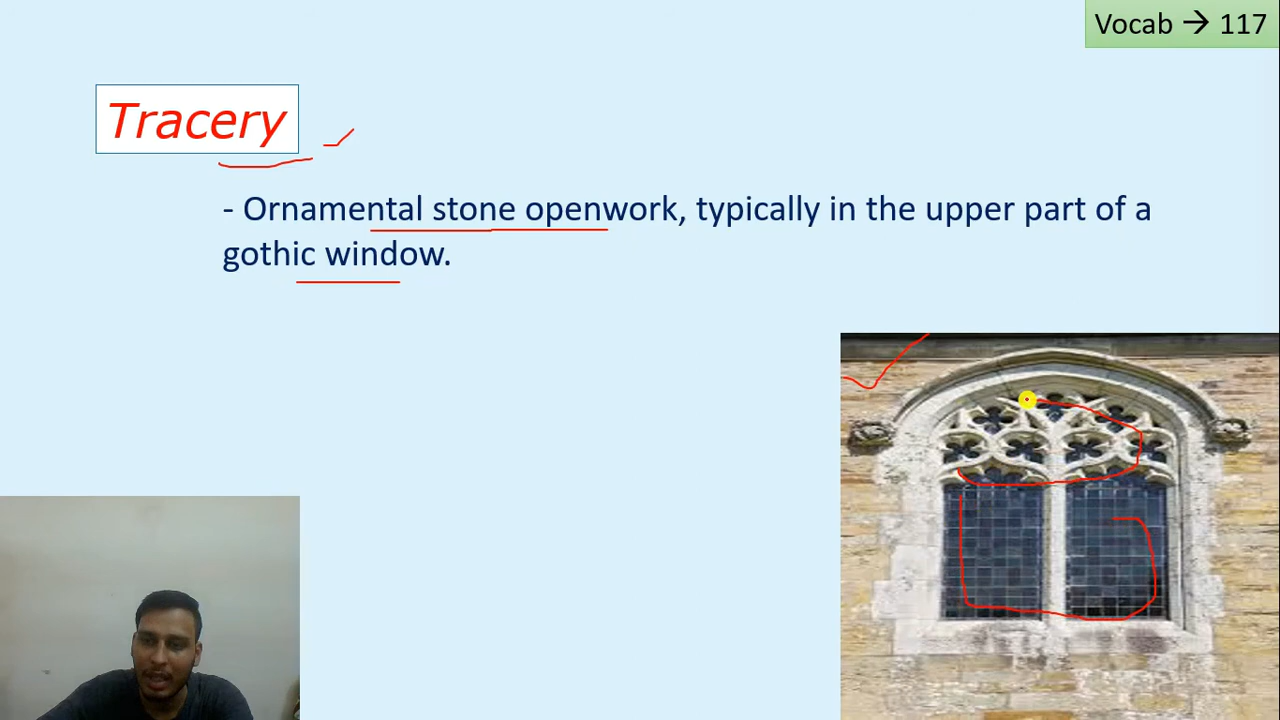 Vocab → 117
Tracery
- Ornamental stone openwork, typically in the upper part of a
gothic window.